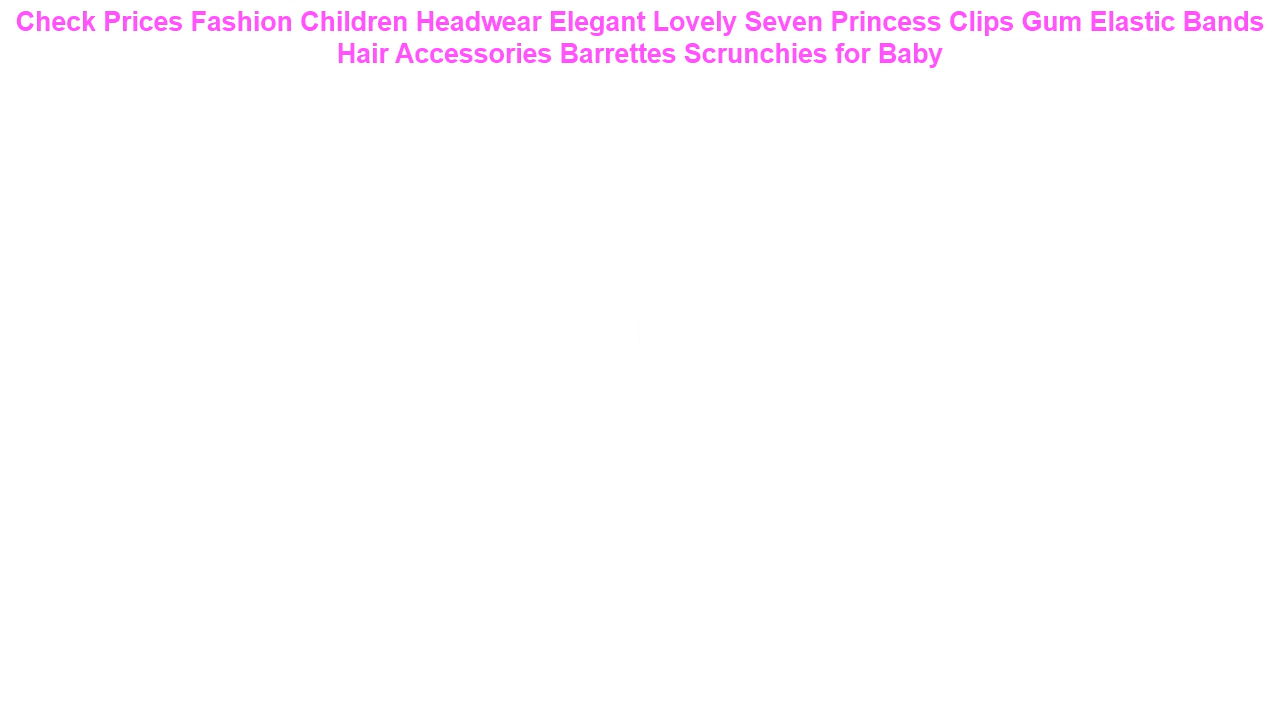 Check Prices Fashion Children Headwear Elegant Lovely Seven Princess Clips Gum Elastic Bands
Hair Accessories Barrettes Scrunchies for Baby